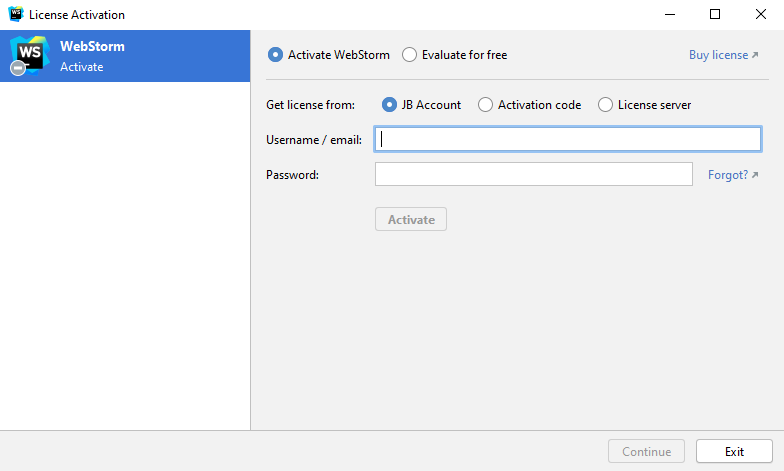 License Activation
WS WebStorm
Activate
Activate WebStorm Evaluate for free Buy license
Get license from: JB Account Activation code License server
Username / email:
Password: Forgot?
Activate
Continue Exit